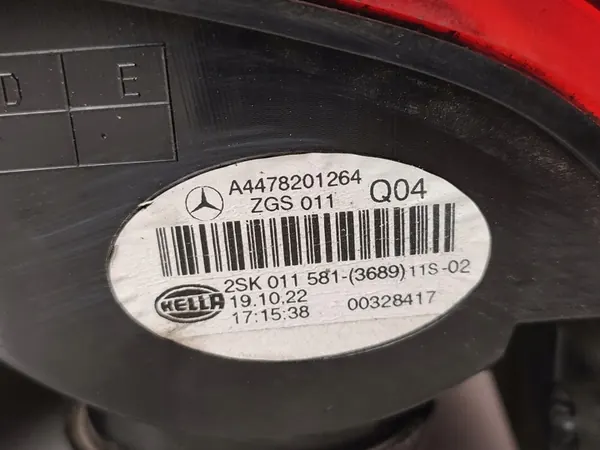 D E
A4478201264
ZGS 011 Q04
2SK 011 581-(3689) 11S-02
HELLA 19.10.22
17:15:38 00328417